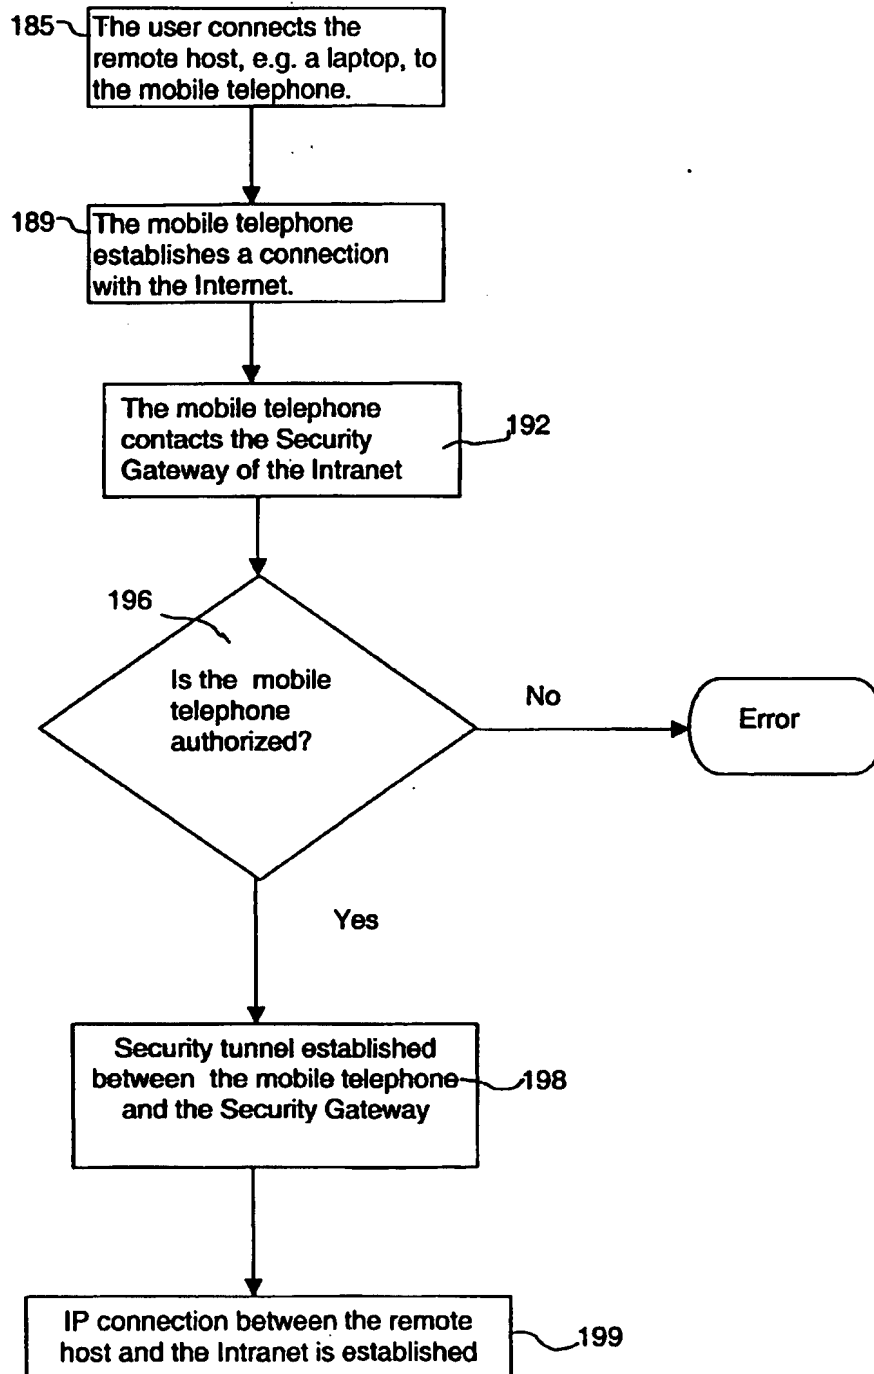 185
The user connects the
remote host, e.g. a laptop, to
the mobile telephone.
189
The mobile telephone
establishes a connection
with the Internet.
The mobile telephone
contacts the Security
Gateway of the Intranet
192
196
Is the mobile
telephone
authorized?
No
Error
Yes
Security tunnel established
between the mobile telephone
and the Security Gateway
198
IP connection between the remote
host and the Intranet is established
199